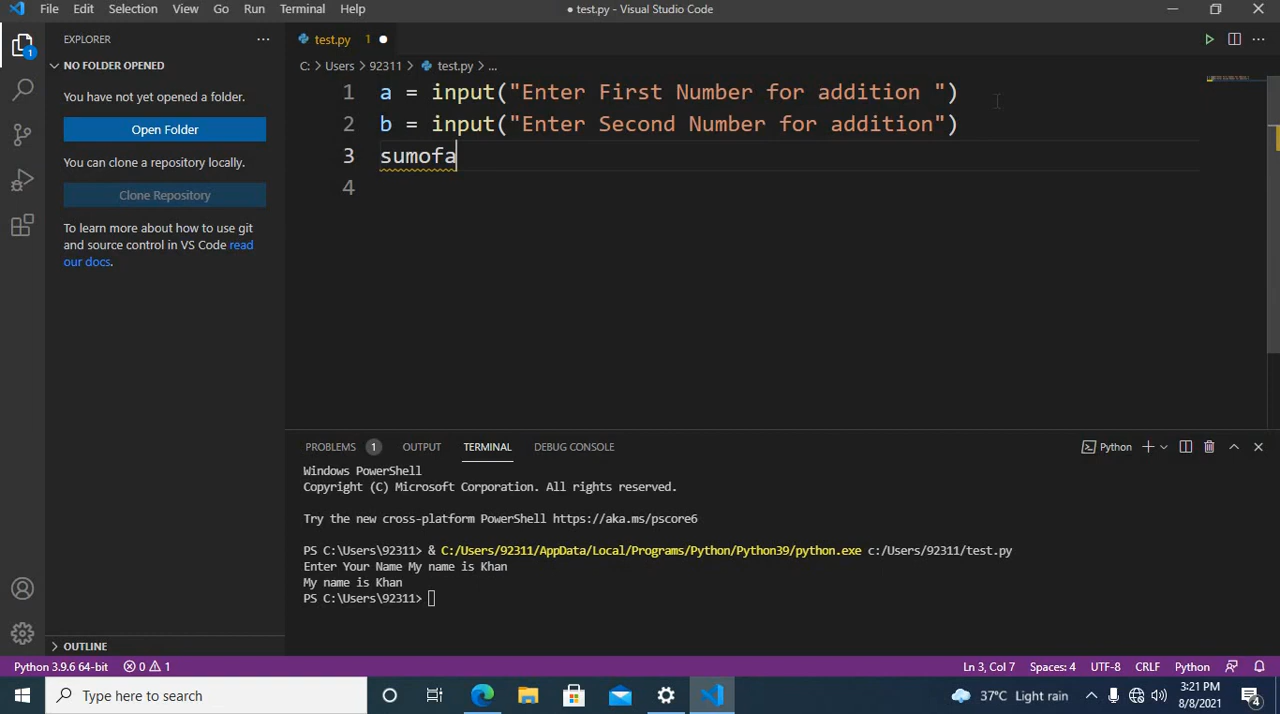 File Edit Selection View Go Run Terminal Help
● test.py - Visual Studio Code
EXPLORER ...
test.py 1 ●
1
NO FOLDER OPENED
You have not yet opened a folder.
Open Folder
You can clone a repository locally.
Clone Repository
To learn more about how to use git
and source control in VS Code read
our docs.
OUTLINE
C: > Users > 92311 > test.py > ...
1 a = input("Enter First Number for addition ")
2 b = input("Enter Second Number for addition")
3 sumofa
4
PROBLEMS 1 OUTPUT TERMINAL DEBUG CONSOLE
Python
Windows PowerShell
Copyright (C) Microsoft Corporation. All rights reserved.
Try the new cross-platform PowerShell https://aka.ms/pscore6
PS C:\Users\92311> & C:/Users/92311/AppData/Local/Programs/Python/Python39/python.exe c:/Users/92311/test.py
Enter Your Name My name is Khan
My name is Khan
PS C:\Users\92311>
Python 3.9.6 64-bit 0 1
Ln 3, Col 7 Spaces: 4 UTF-8 CRLF Python
Type here to search
37°C Light rain
3:21 PM
8/8/2021
4